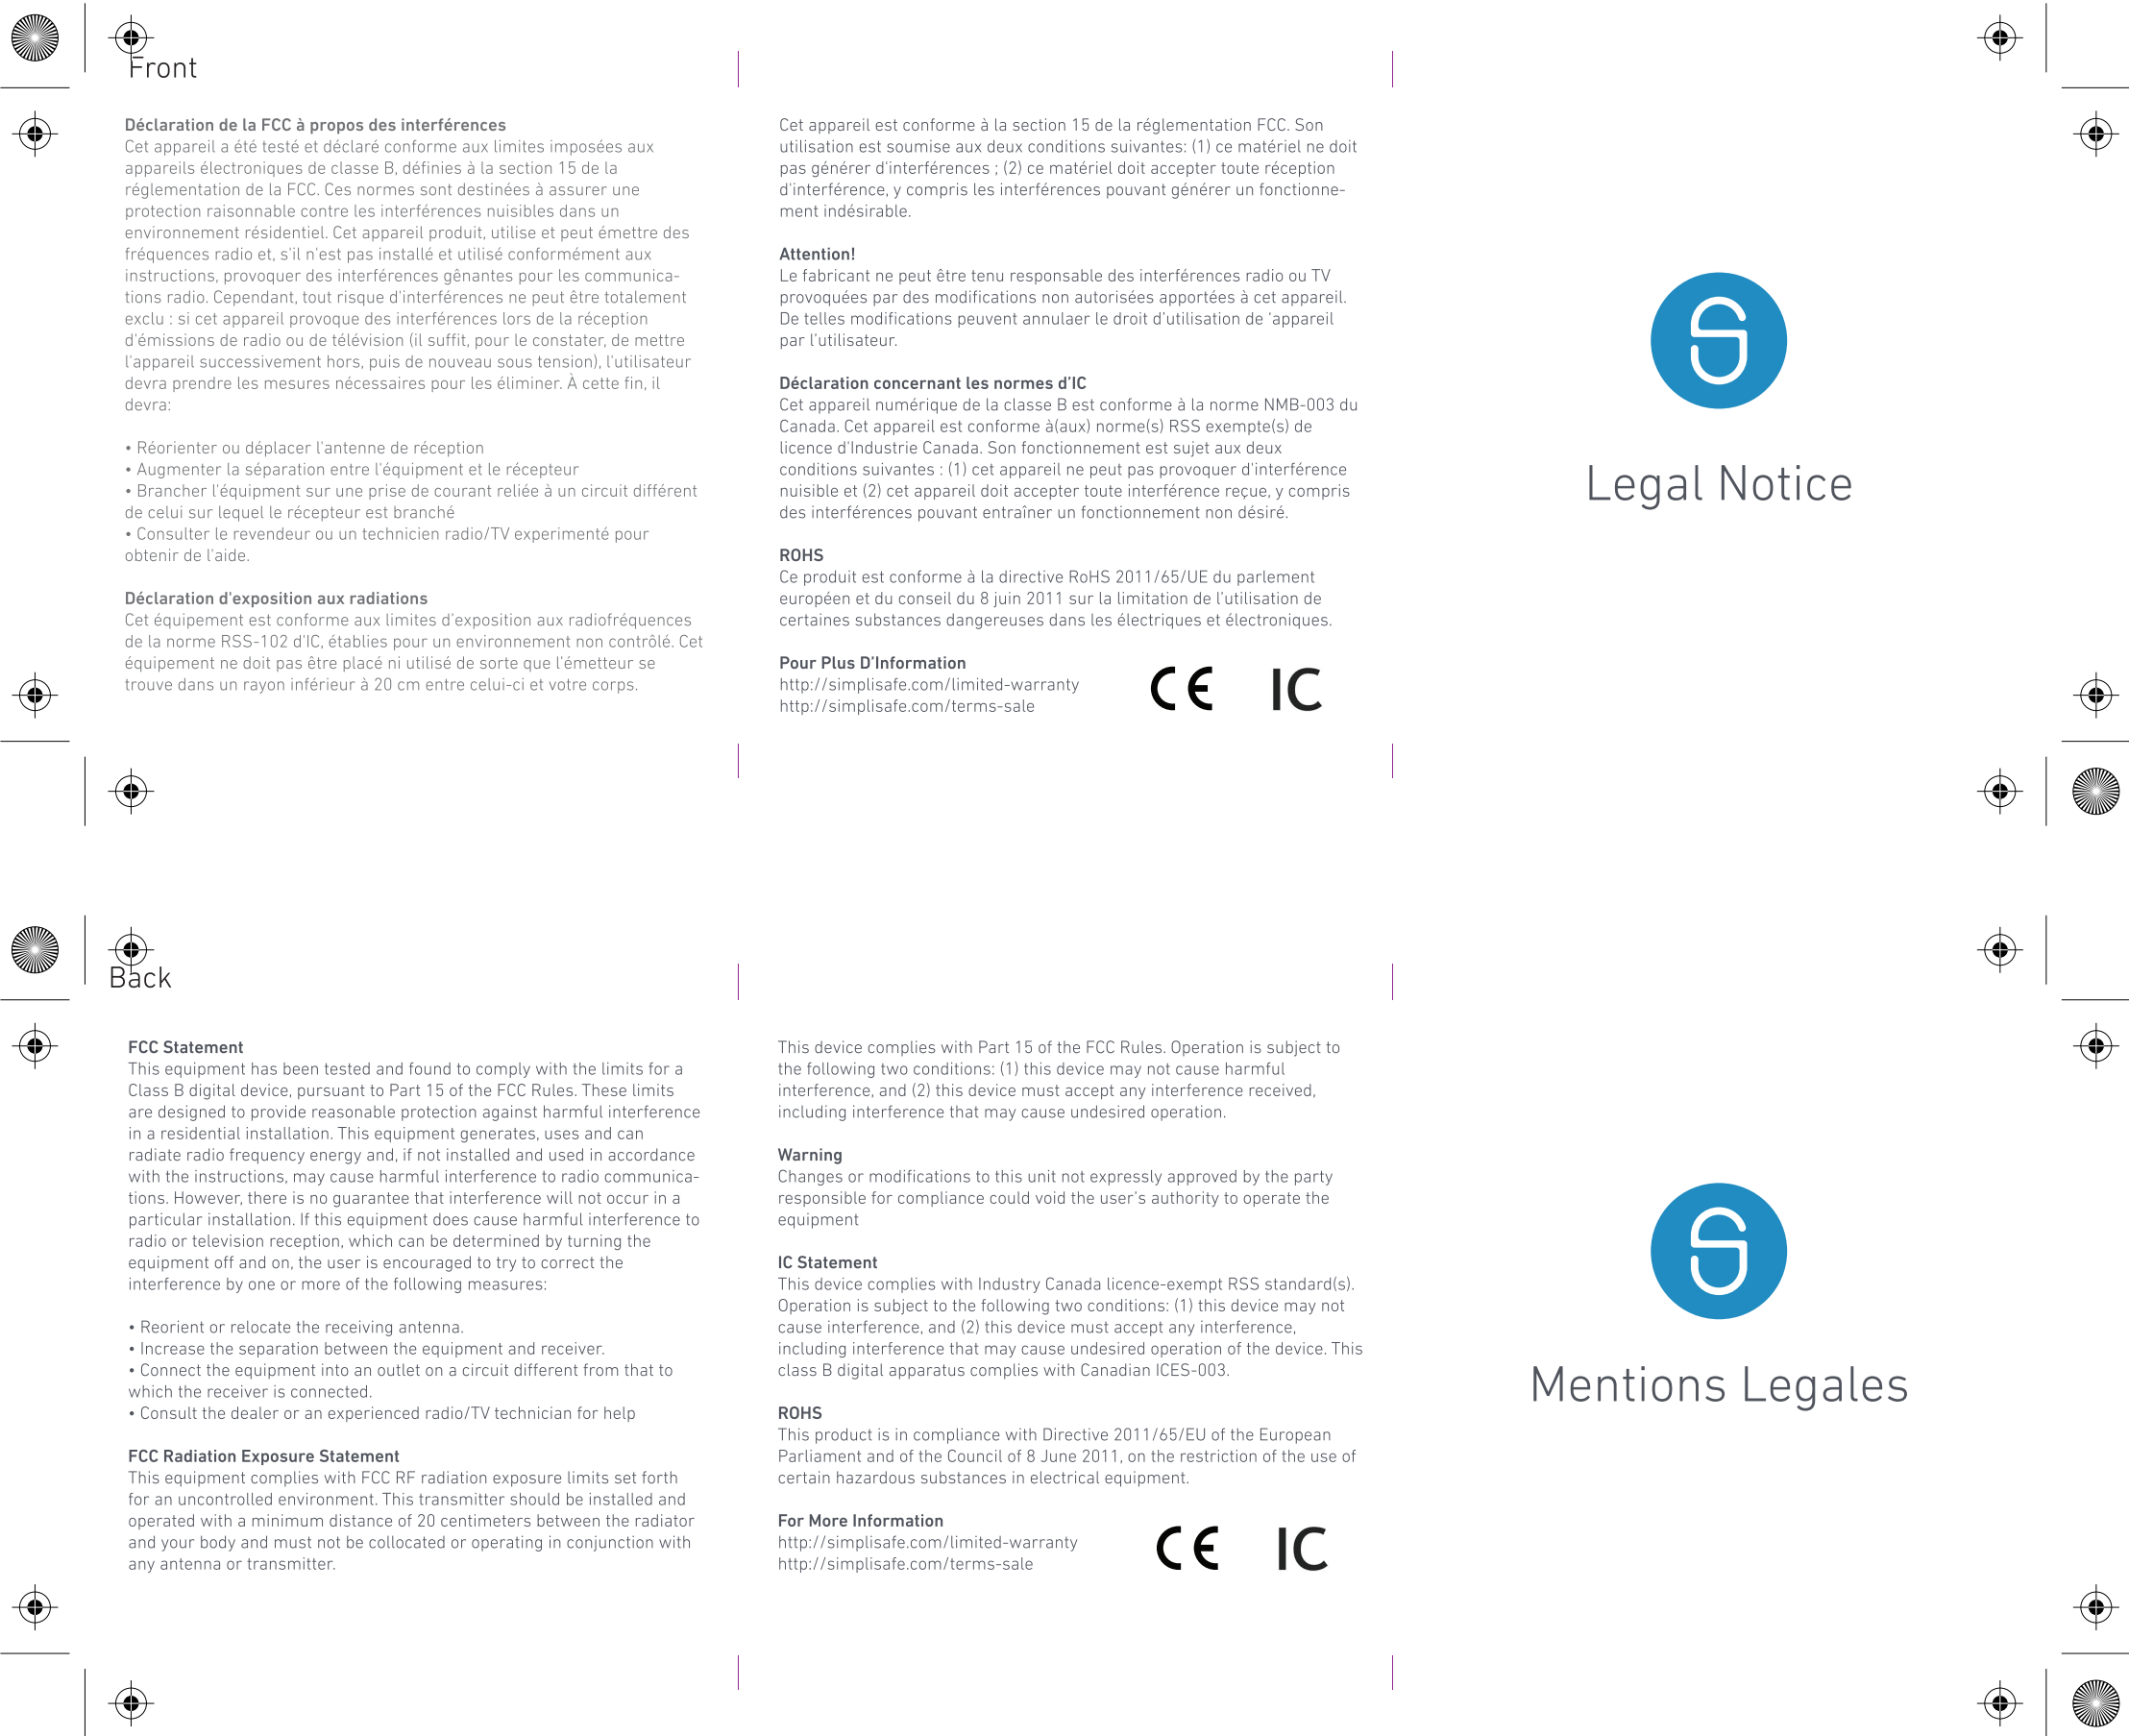 Front
Déclaration de la FCC à propos des interférences
Cet appareil a été testé et déclaré conforme aux limites imposées aux
appareils électroniques de classe B, définies à la section 15 de la
réglementation de la FCC. Ces normes sont destinées à assurer une
protection raisonnable contre les interférences nuisibles dans un
environnement résidentiel. Cet appareil produit, utilise et peut émettre des
fréquences radio et, s'il n'est pas installé et utilisé conformément aux
instructions, provoquer des interférences gênantes pour les communica-
tions radio. Cependant, tout risque d'interférences ne peut être totalement
exclu : si cet appareil provoque des interférences lors de la réception
d'émissions de radio ou de télévision (il suffit, pour le constater, de mettre
l'appareil successivement hors, puis de nouveau sous tension), l'utilisateur
devra prendre les mesures nécessaires pour les éliminer. À cette fin, il
devra:
• Réorienter ou déplacer l'antenne de réception
• Augmenter la séparation entre l'équipment et le récepteur
• Brancher l'équipment sur une prise de courant reliée à un circuit différent
de celui sur lequel le récepteur est branché
• Consulter le revendeur ou un technicien radio/TV experimenté pour
obtenir de l'aide.
Déclaration d'exposition aux radiations
Cet équipement est conforme aux limites d'exposition aux radiofréquences
de la norme RSS-102 d'IC, établies pour un environnement non contrôlé. Cet
équipement ne doit pas être placé ni utilisé de sorte que l'émetteur se
trouve dans un rayon inférieur à 20 cm entre celui-ci et votre corps.
Cet appareil est conforme à la section 15 de la réglementation FCC. Son
utilisation est soumise aux deux conditions suivantes: (1) ce matériel ne doit
pas générer d'interférences ; (2) ce matériel doit accepter toute réception
d'interférence, y compris les interférences pouvant générer un fonctionne-
ment indésirable.
Attention!
Le fabricant ne peut être tenu responsable des interférences radio ou TV
provoquées par des modifications non autorisées apportées à cet appareil.
De telles modifications peuvent annulaer le droit d'utilisation de 'appareil
par l'utilisateur.
Déclaration concernant les normes d'IC
Cet appareil numérique de la classe B est conforme à la norme NMB-003 du
Canada. Cet appareil est conforme à(aux) norme(s) RSS exempte(s) de
licence d'Industrie Canada. Son fonctionnement est sujet aux deux
conditions suivantes : (1) cet appareil ne peut pas provoquer d'interférence
nuisible et (2) cet appareil doit accepter toute interférence reçue, y compris
des interférences pouvant entraîner un fonctionnement non désiré.
ROHS
Ce produit est conforme à la directive RoHS 2011/65/UE du parlement
européen et du conseil du 8 juin 2011 sur la limitation de l'utilisation de
certaines substances dangereuses dans les électriques et électroniques.
Pour Plus D'Information
http://simplisafe.com/limited-warranty
http://simplisafe.com/terms-sale
CE IC
Legal Notice
Back
FCC Statement
This equipment has been tested and found to comply with the limits for a
Class B digital device, pursuant to Part 15 of the FCC Rules. These limits
are designed to provide reasonable protection against harmful interference
in a residential installation. This equipment generates, uses and can
radiate radio frequency energy and, if not installed and used in accordance
with the instructions, may cause harmful interference to radio communica-
tions. However, there is no guarantee that interference will not occur in a
particular installation. If this equipment does cause harmful interference to
radio or television reception, which can be determined by turning the
equipment off and on, the user is encouraged to try to correct the
interference by one or more of the following measures:
• Reorient or relocate the receiving antenna.
• Increase the separation between the equipment and receiver.
• Connect the equipment into an outlet on a circuit different from that to
which the receiver is connected.
• Consult the dealer or an experienced radio/TV technician for help
FCC Radiation Exposure Statement
This equipment complies with FCC RF radiation exposure limits set forth
for an uncontrolled environment. This transmitter should be installed and
operated with a minimum distance of 20 centimeters between the radiator
and your body and must not be collocated or operating in conjunction with
any antenna or transmitter.
This device complies with Part 15 of the FCC Rules. Operation is subject to
the following two conditions: (1) this device may not cause harmful
interference, and (2) this device must accept any interference received,
including interference that may cause undesired operation.
Warning
Changes or modifications to this unit not expressly approved by the party
responsible for compliance could void the user's authority to operate the
equipment
IC Statement
This device complies with Industry Canada licence-exempt RSS standard(s).
Operation is subject to the following two conditions: (1) this device may not
cause interference, and (2) this device must accept any interference,
including interference that may cause undesired operation of the device. This
class B digital apparatus complies with Canadian ICES-003.
ROHS
This product is in compliance with Directive 2011/65/EU of the European
Parliament and of the Council of 8 June 2011, on the restriction of the use of
certain hazardous substances in electrical equipment.
For More Information
http://simplisafe.com/limited-warranty
http://simplisafe.com/terms-sale
CE IC
Mentions Legales